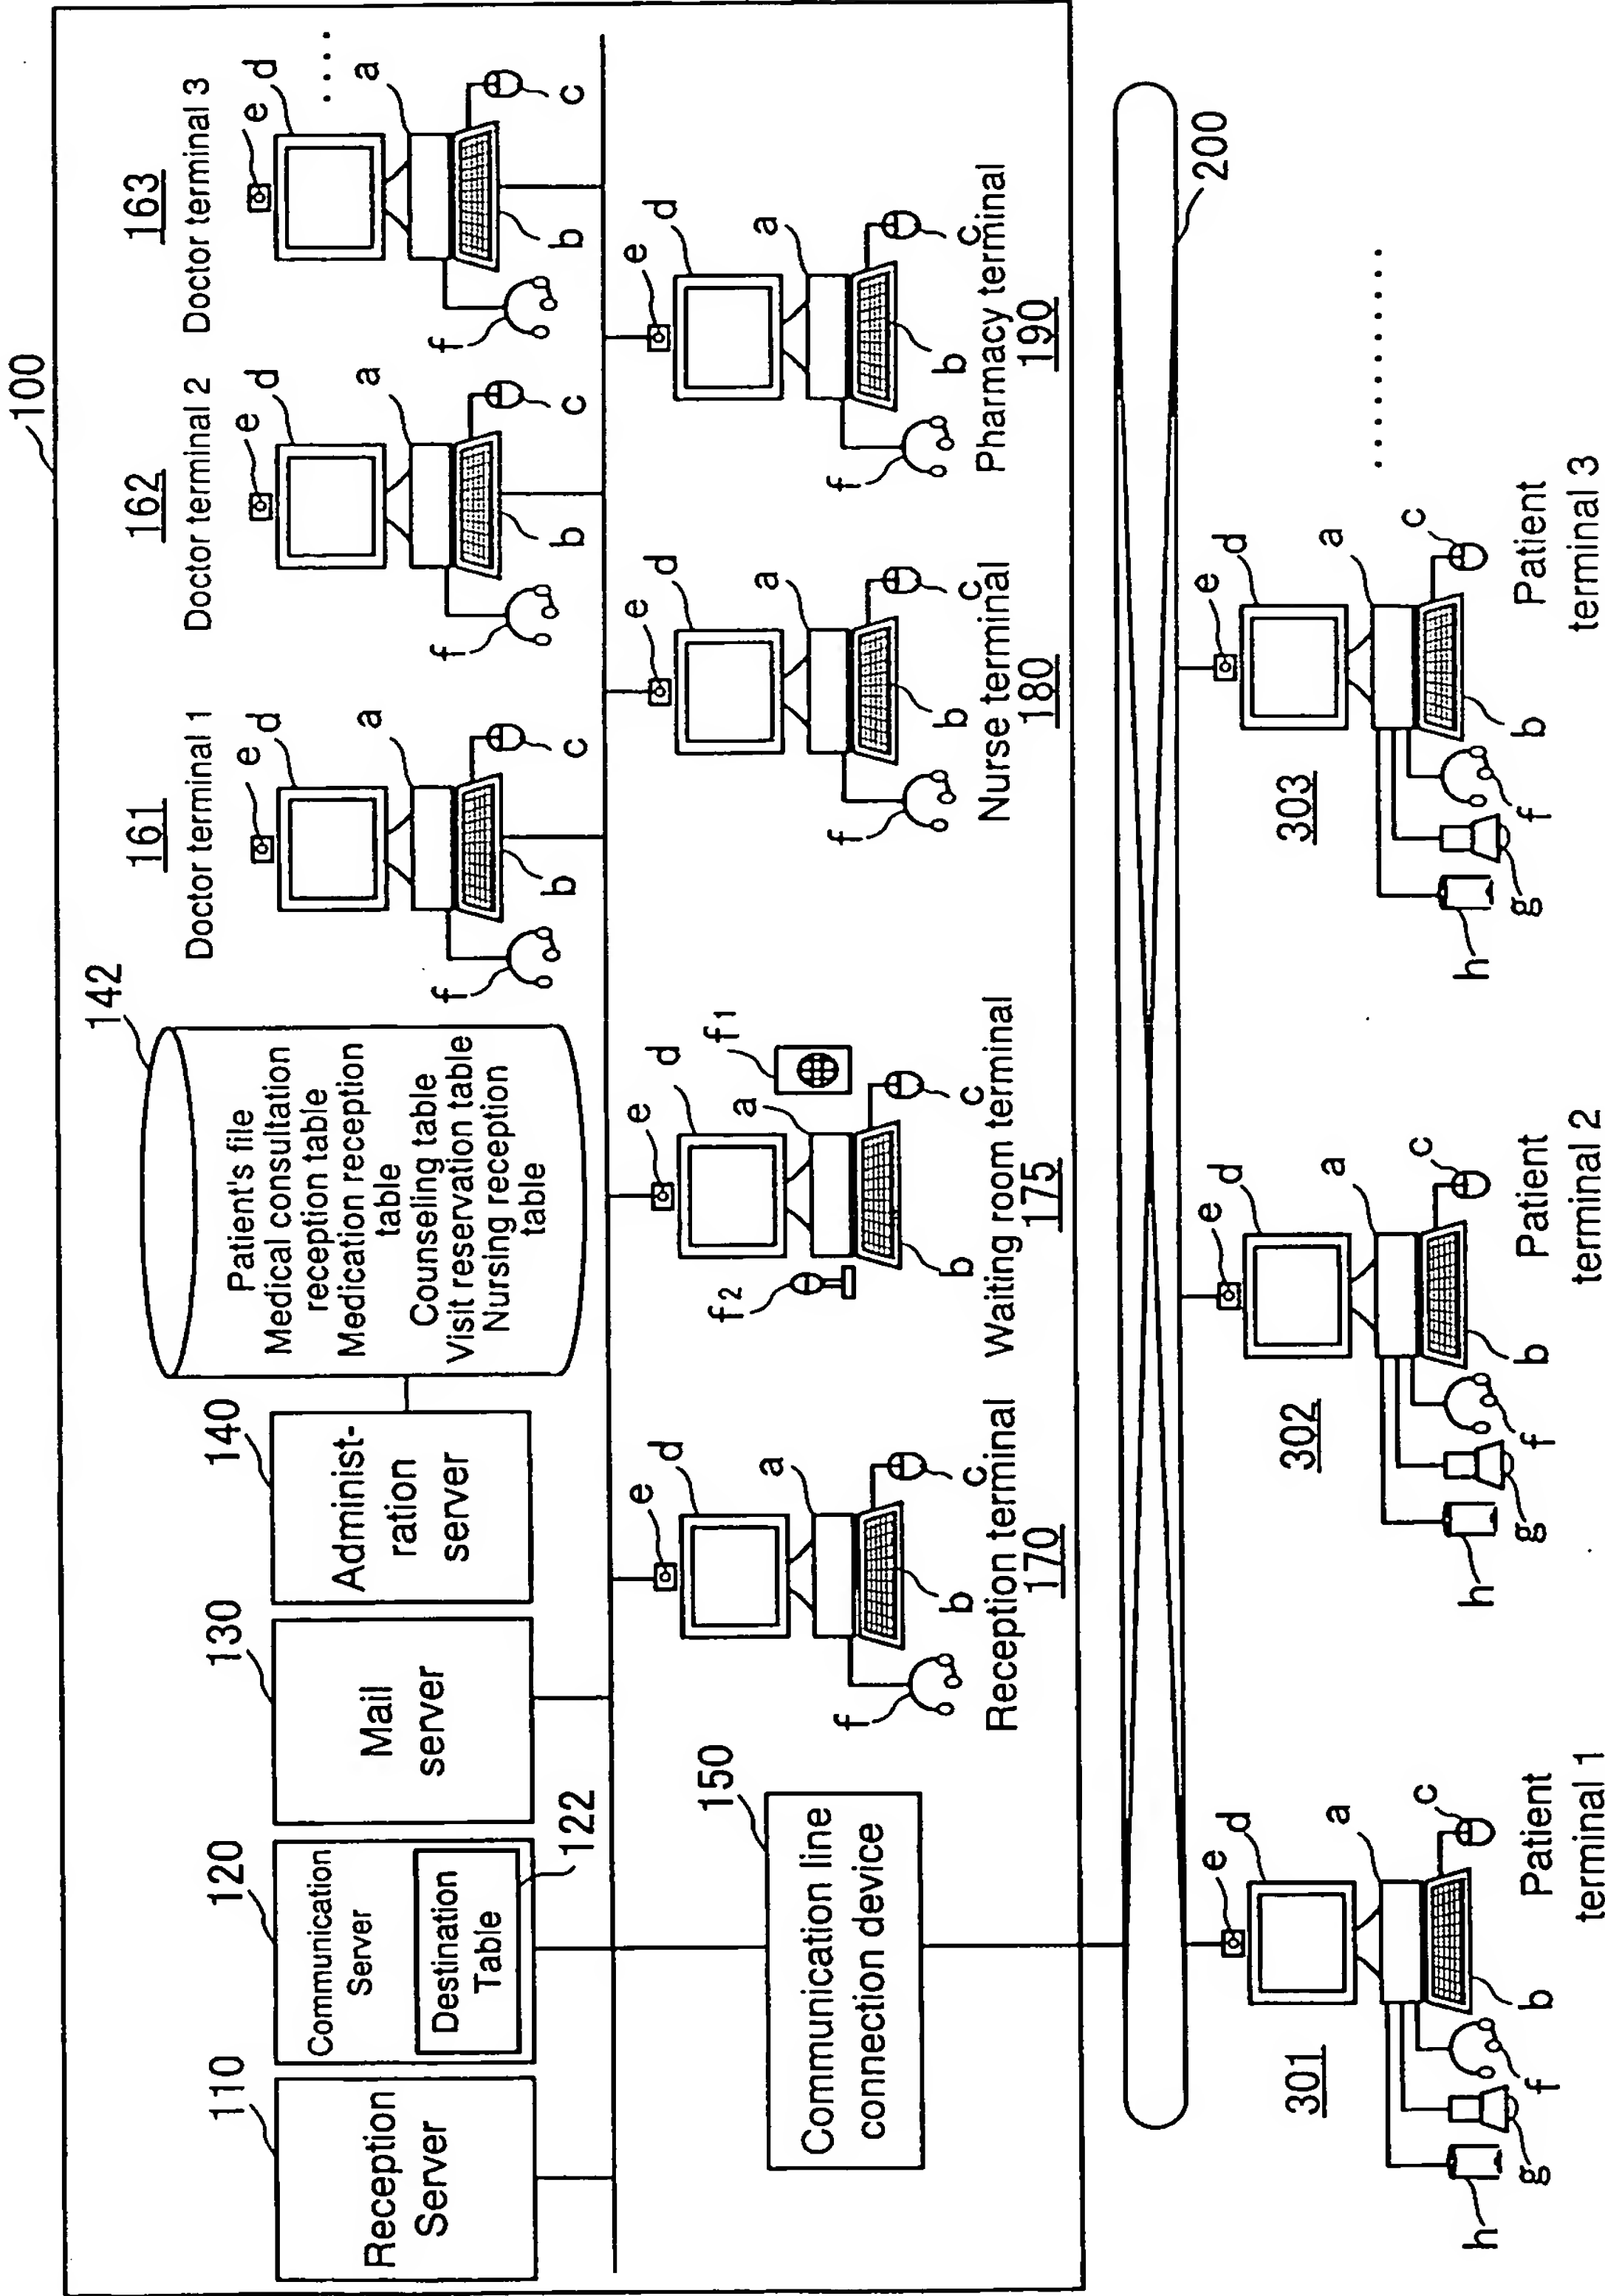 100
110
Reception
Server
120
Communication
Server
Destination
Table
122
130
Mail
server
140
Administ-
ration
server
142
Patient's file
Medical consultation
reception table
Medication reception
table
Counseling table
Visit reservation table
Nursing reception
table
161
Doctor terminal 1
e
d
a
c
b
f
162
Doctor terminal 2
e
d
a
c
b
f
163
Doctor terminal 3
e
d
a
c
b
f
.....
150
Communication line
connection device
e
d
a
c
b
f
Reception terminal
170
e
d
f1
a
c
b
f2
Waiting room terminal
175
e
d
a
c
b
f
Nurse terminal
180
e
d
a
c
b
f
Pharmacy terminal
190
200
301
e
d
a
c
b
f
g
h
Patient
terminal 1
302
e
d
a
c
b
f
g
h
Patient
terminal 2
303
e
d
a
c
b
f
g
h
Patient
terminal 3
..........